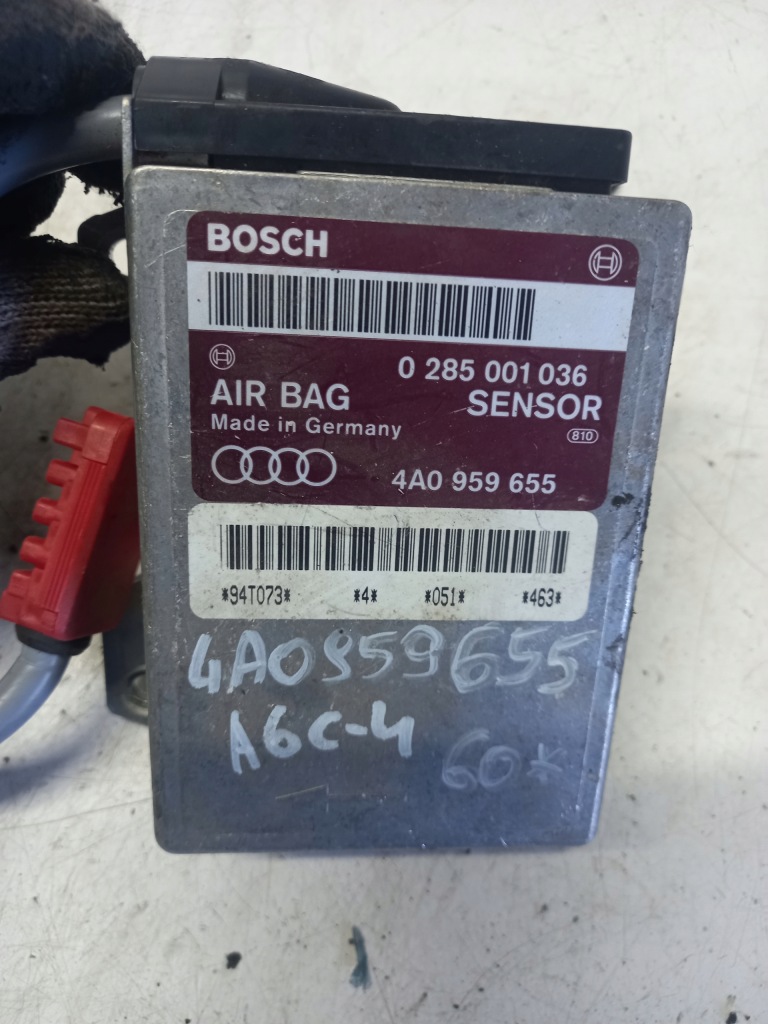 BOSCH
0 285 001 036
AIR BAG SENSOR
Made in Germany
810
4A0 959 655
*94T073* *4* *051* *463*
4A0959655
A6C-4
60*